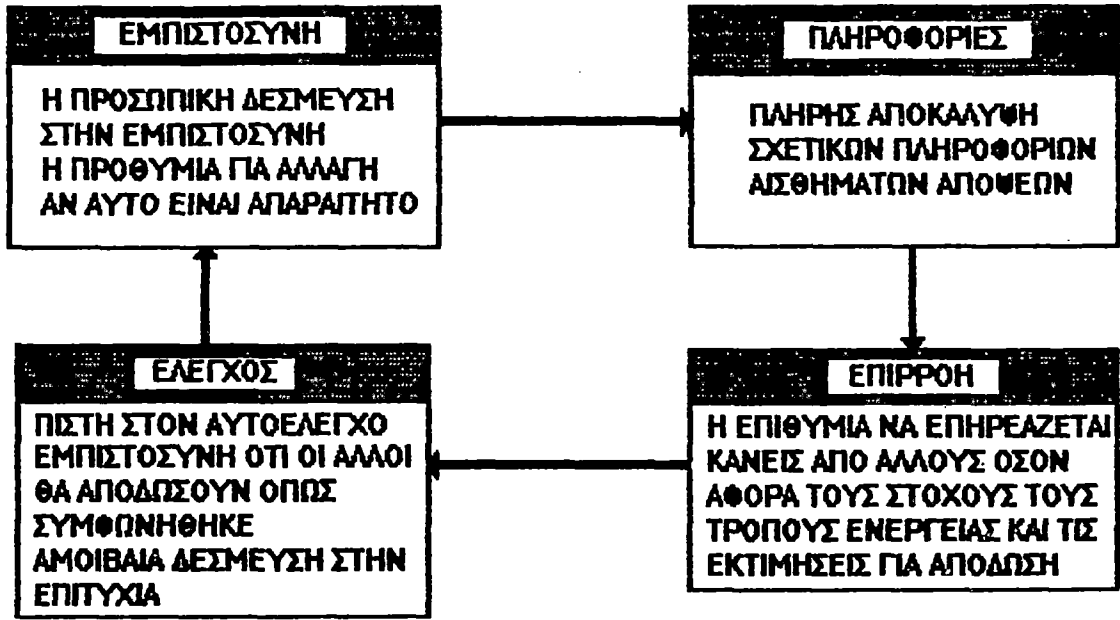 ΕΜΠΙΣΤΟΣΥΝΗ
Η ΠΡΟΣΩΠΙΚΗ ΔΕΣΜΕΥΣΗ
ΣΤΗΝ ΕΜΠΙΣΤΟΣΥΝΗ
Η ΠΡΟΘΥΜΙΑ ΓΙΑ ΑΛΛΑΓΗ
ΑΝ ΑΥΤΟ ΕΙΝΑΙ ΑΠΑΡΑΙΤΗΤΟ
ΠΛΗΡΟΦΟΡΙΕΣ
ΠΛΗΡΗΣ ΑΠΟΚΑΛΥΨΗ
ΣΧΕΤΙΚΩΝ ΠΛΗΡΟΦΟΡΙΩΝ
ΑΙΣΘΗΜΑΤΩΝ ΑΠΟΨΕΩΝ
ΕΛΕΓΧΟΣ
ΠΙΣΤΗ ΣΤΟΝ ΑΥΤΟΕΛΕΓΧΟ
ΕΜΠΙΣΤΟΣΥΝΗ ΟΤΙ ΟΙ ΑΛΛΟΙ
ΘΑ ΑΠΟΔΩΣΟΥΝ ΟΠΩΣ
ΣΥΜΦΩΝΗΘΗΚΕ
ΑΜΟΙΒΑΙΑ ΔΕΣΜΕΥΣΗ ΣΤΗΝ
ΕΠΙΤΥΧΙΑ
ΕΠΙΡΡΟΗ
Η ΕΠΙΘΥΜΙΑ ΝΑ ΕΠΗΡΕΑΖΕΤΑΙ
ΚΑΝΕΙΣ ΑΠΟ ΑΛΛΟΥΣ ΟΣΟΝ
ΑΦΟΡΑ ΤΟΥΣ ΣΤΟΧΟΥΣ ΤΟΥΣ
ΤΡΟΠΟΥΣ ΕΝΕΡΓΕΙΑΣ ΚΑΙ ΤΙΣ
ΕΚΤΙΜΗΣΕΙΣ ΓΙΑ ΑΠΟΔΩΣΗ